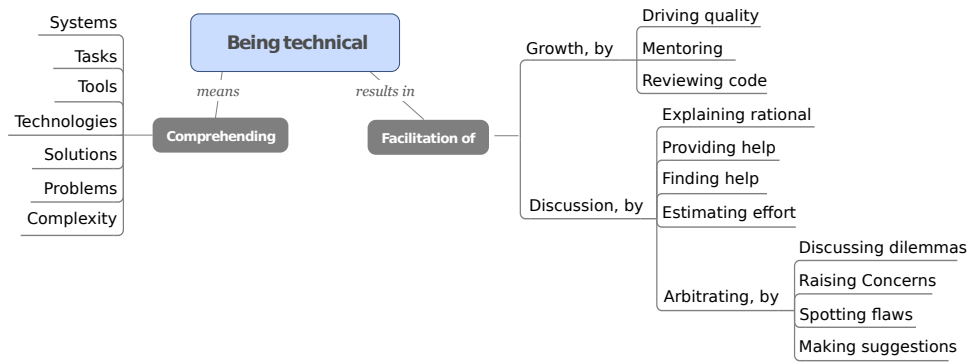 Being technical
means
results in
Comprehending
Systems
Tasks
Tools
Technologies
Solutions
Problems
Complexity
Facilitation of
Growth, by
Driving quality
Mentoring
Reviewing code
Discussion, by
Explaining rational
Providing help
Finding help
Estimating effort
Arbitrating, by
Discussing dilemmas
Raising Concerns
Spotting flaws
Making suggestions